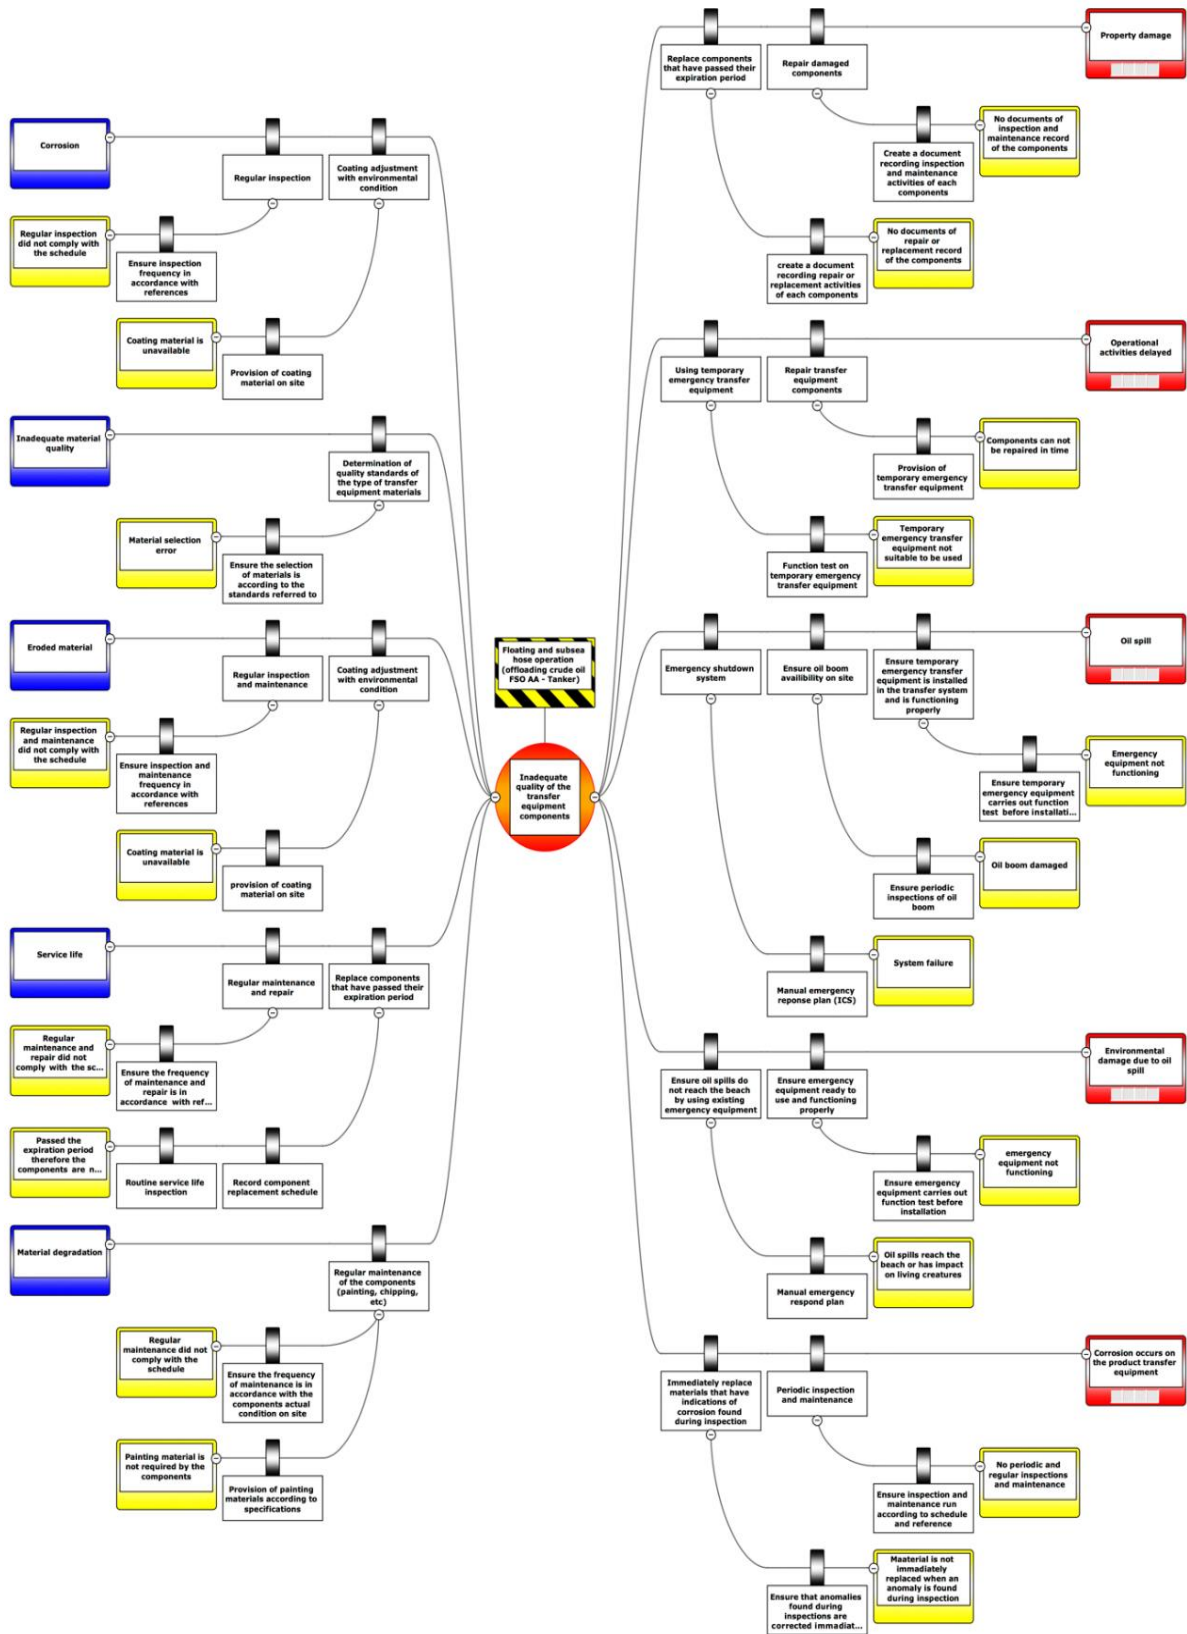 Corrosion
Regular inspection
Coating adjustment
with environmental
condition
Regular inspection
did not comply with
the schedule
Ensure inspection
frequency in
accordance with
references
Coating material is
unavailable
Provision of coating
material on site
Inadequate material
quality
Determination of
quality standards of
the type of transfer
equipment materials
Material selection
error
Ensure the selection
of materials is
according to the
standards referred to
Eroded material
Regular inspection
and maintenance
Coating adjustment
with environmental
condition
Regular inspection
and maintenance
did not comply with
the schedule
Ensure inspection and
maintenance
frequency in
accordance with
references
Coating material is
unavailable
provision of coating
material on site
Service life
Regular maintenance
and repair
Replace components
that have passed their
expiration period
Regular
maintenance and
repair did not
comply with the sc...
Ensure the frequency
of maintenance and
repair is in
accordance with ref...
Passed the
expiration period
therefore the
components are n...
Routine service life
inspection
Record component
replacement schedule
Material degradation
Regular maintenance
of the components
(painting, chipping,
etc)
Regular
maintenance did not
comply with the
schedule
Ensure the frequency
of maintenance is in
accordance with the
components actual
condition on site
Painting material is
not required by the
components
Provision of painting
materials according to
specifications
Floating and subsea
hose operation
(offloading crude oil
FSO AA - Tanker)
Inadequate
quality of the
transfer
equipment
components
Replace components
that have passed their
expiration period
Repair damaged
components
Property damage
Create a document
recording inspection
and maintenance
activities of each
components
No documents of
inspection and
maintenance record
of the components
create a document
recording repair or
replacement activities
of each components
No documents of
repair or
replacement record
of the components
Using temporary
emergency transfer
equipment
Repair transfer
equipment
components
Operational
activities delayed
Provision of
temporary emergency
transfer equipment
Components can not
be repaired in time
Function test on
temporary emergency
transfer equipment
Temporary
emergency transfer
equipment not
suitable to be used
Emergency shutdown
system
Ensure oil boom
availibility on site
Ensure temporary
emergency transfer
equipment is installed
in the transfer system
and is functioning
properly
Oil spill
Ensure temporary
emergency equipment
carries out function
test before installati...
Emergency
equipment not
functioning
Ensure periodic
inspections of oil
boom
Oil boom damaged
Manual emergency
reponse plan (ICS)
System failure
Ensure oil spills do
not reach the beach
by using existing
emergency equipment
Ensure emergency
equipment ready to
use and functioning
properly
Environmental
damage due to oil
spill
Ensure emergency
equipment carries out
function test before
installation
emergency
equipment not
functioning
Manual emergency
respond plan
Oil spills reach the
beach or has impact
on living creatures
Immediately replace
materials that have
indications of
corrosion found
during inspection
Periodic inspection
and maintenance
Corrosion occurs on
the product transfer
equipment
Ensure inspection and
maintenance run
according to schedule
and reference
No periodic and
regular inspections
and maintenance
Ensure that anomalies
found during
inspections are
corrected immadiat...
Maaterial is not
immediately
replaced when an
anomaly is found
during inspection